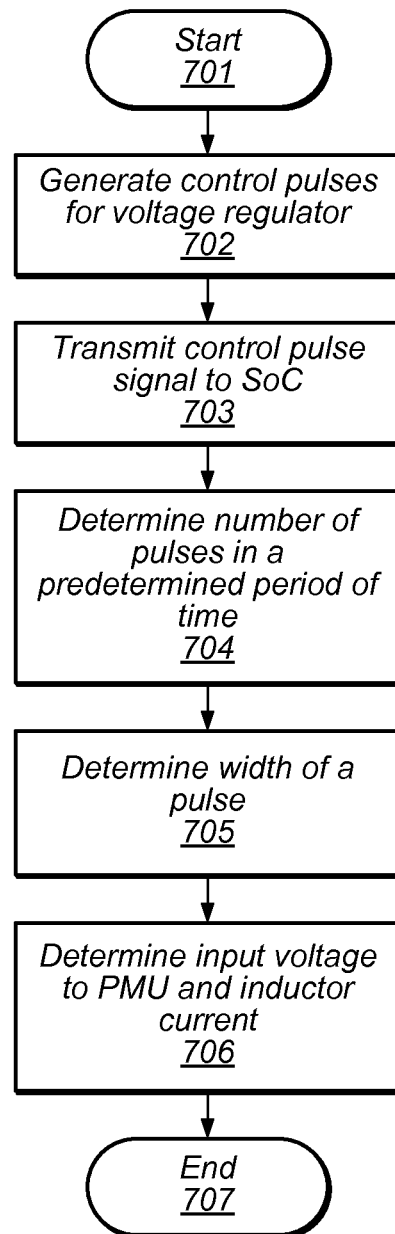 Start
701
Generate control pulses
for voltage regulator
702
Transmit control pulse
signal to SoC
703
Determine number of
pulses in a
predetermined period of
time
704
Determine width of a
pulse
705
Determine input voltage
to PMU and inductor
current
706
End
707